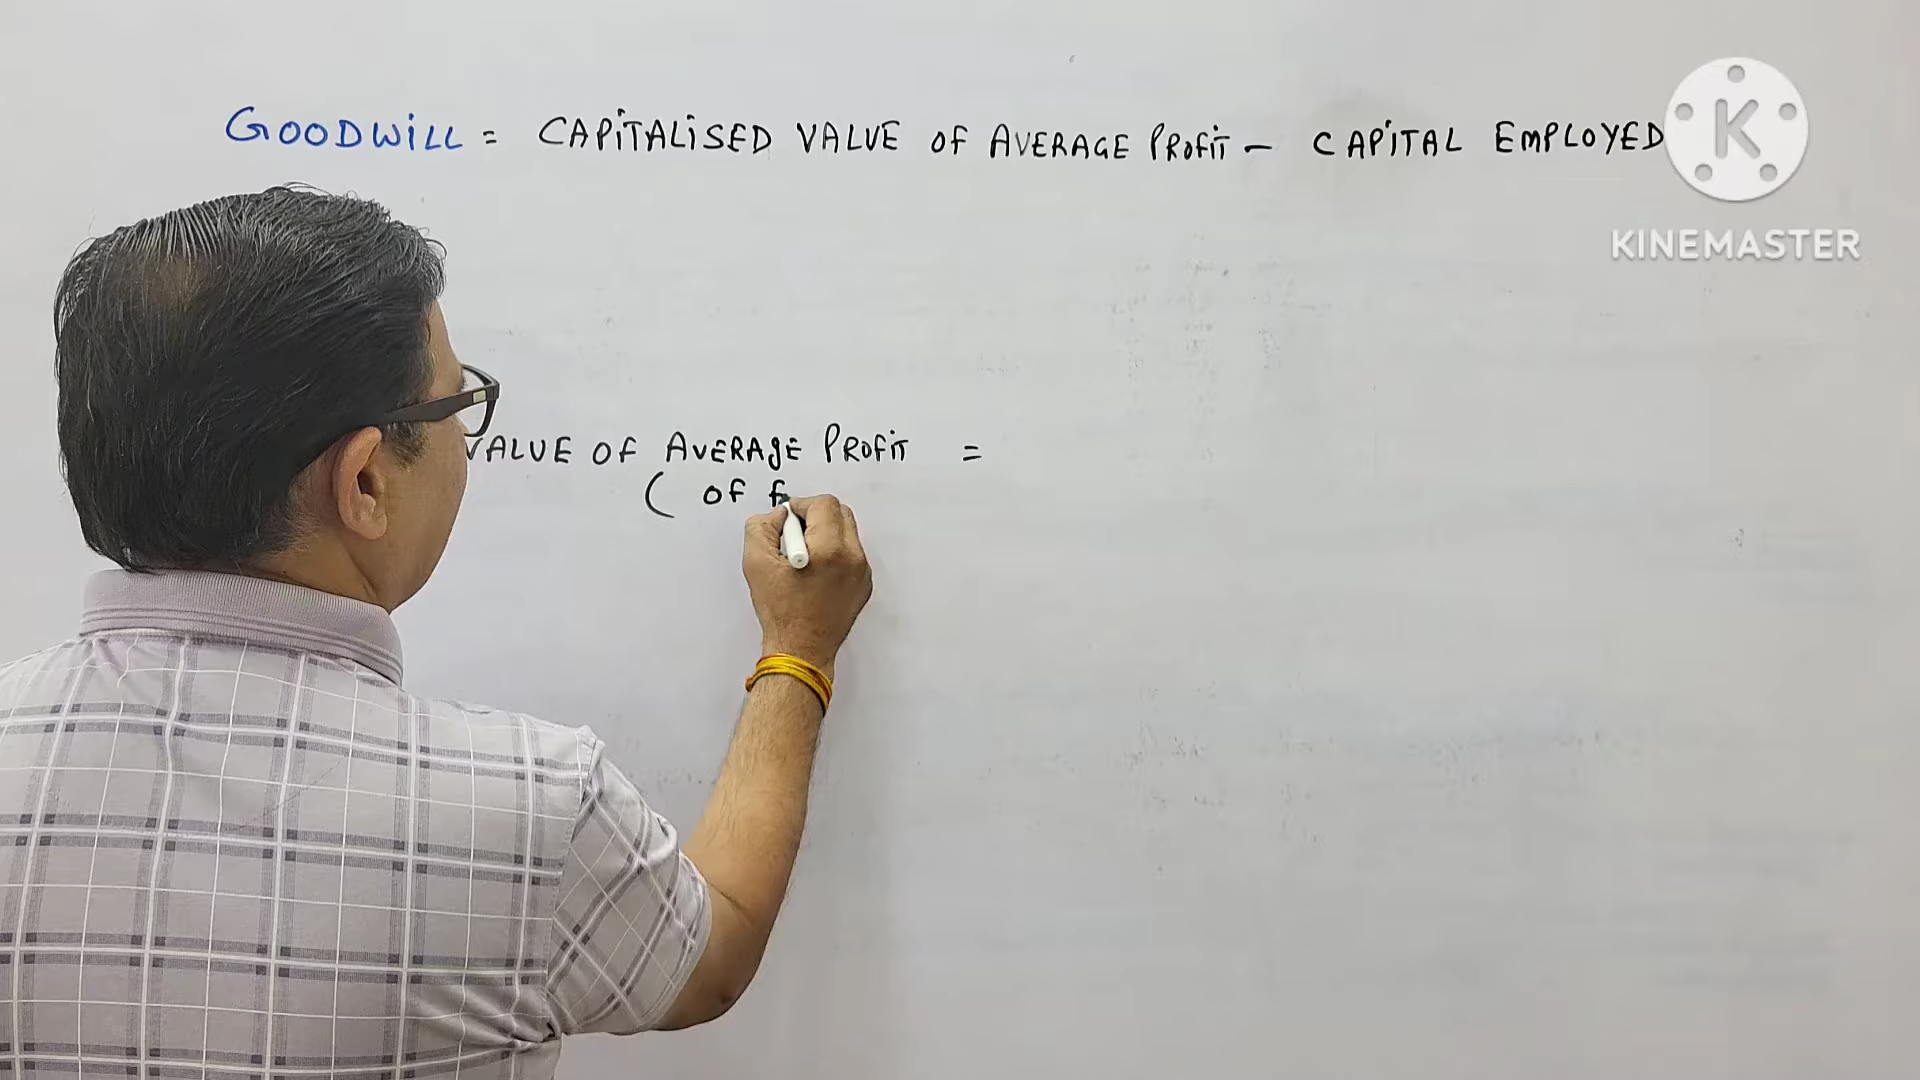 GOODWILL = CAPITALISED VALUE OF AVERAGE PROFIT - CAPITAL EMPLOYED
K
KINEMASTER
VALUE OF AVERAGE PROFIT =
( OF f